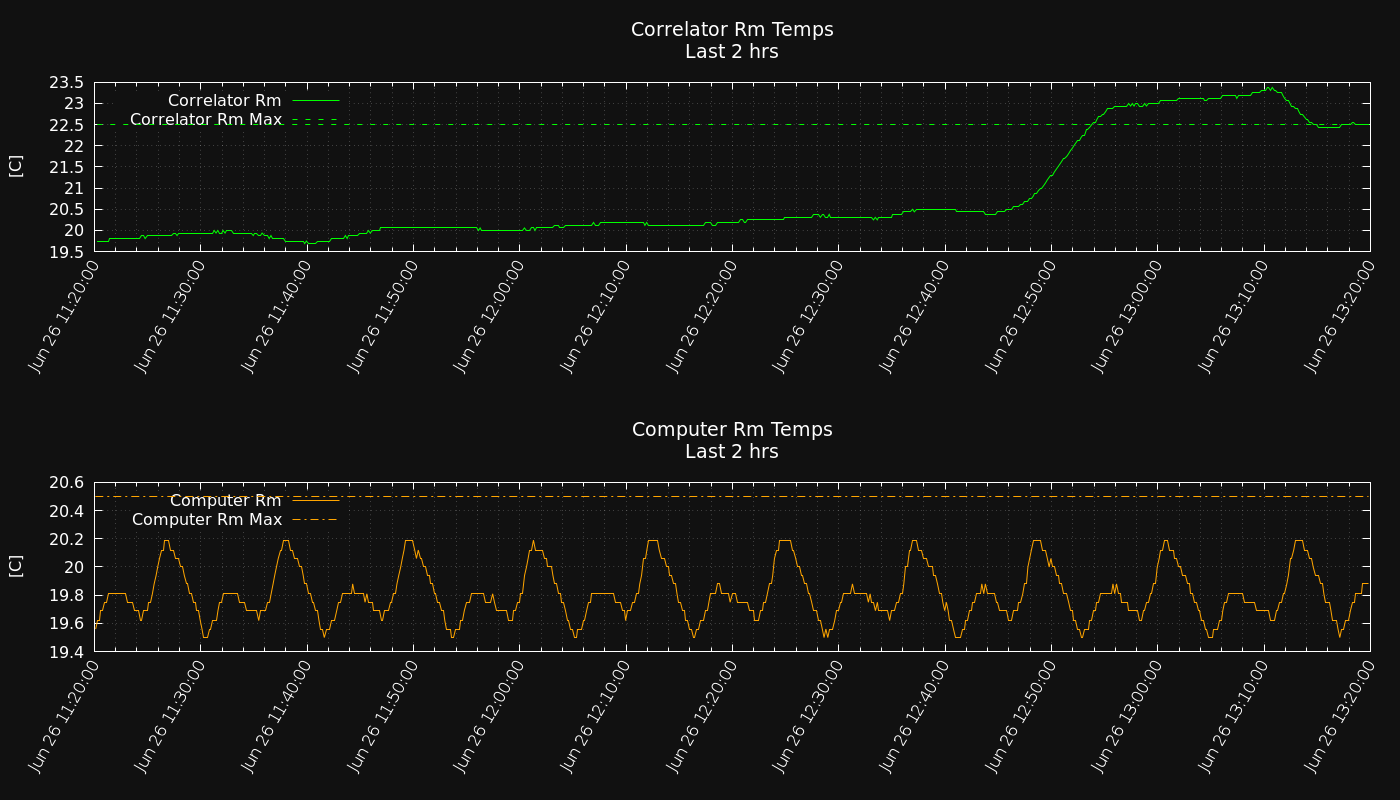 Correlator Rm Temps
Last 2 hrs
23.5
23
22.5
22
21.5
21
20.5
20
19.5
[C]
Correlator Rm
Correlator Rm Max
Jun 26 11:20:00
Jun 26 11:30:00
Jun 26 11:40:00
Jun 26 11:50:00
Jun 26 12:00:00
Jun 26 12:10:00
Jun 26 12:20:00
Jun 26 12:30:00
Jun 26 12:40:00
Jun 26 12:50:00
Jun 26 13:00:00
Jun 26 13:10:00
Jun 26 13:20:00
Computer Rm Temps
Last 2 hrs
20.6
20.4
20.2
20
19.8
19.6
19.4
[C]
Computer Rm
Computer Rm Max
Jun 26 11:20:00
Jun 26 11:30:00
Jun 26 11:40:00
Jun 26 11:50:00
Jun 26 12:00:00
Jun 26 12:10:00
Jun 26 12:20:00
Jun 26 12:30:00
Jun 26 12:40:00
Jun 26 12:50:00
Jun 26 13:00:00
Jun 26 13:10:00
Jun 26 13:20:00